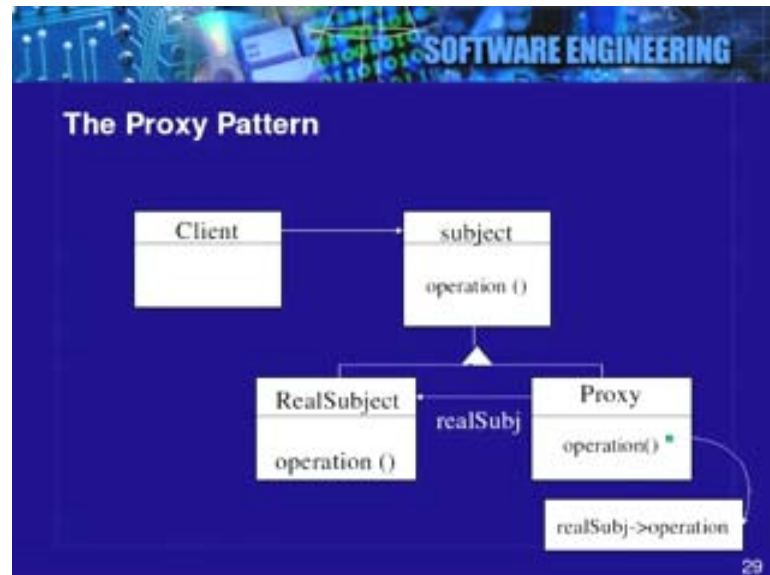 SOFTWARE ENGINEERING
The Proxy Pattern
Client
subject
operation ()
RealSubject
operation ()
realSubj
Proxy
operation()
realSubj->operation
29